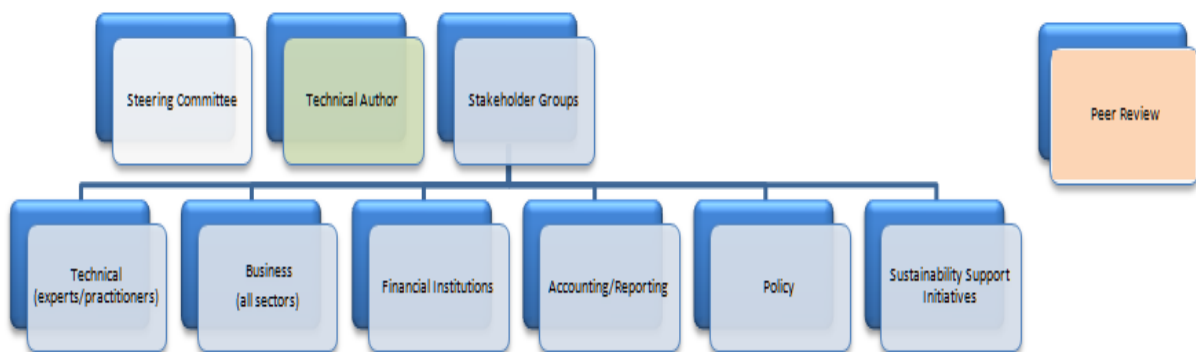 Steering Committee
Technical Author
Stakeholder Groups
Peer Review
Technical
(experts/practitioners)
Business
(all sectors)
Financial Institutions
Accounting/Reporting
Policy
Sustainability Support
Initiatives